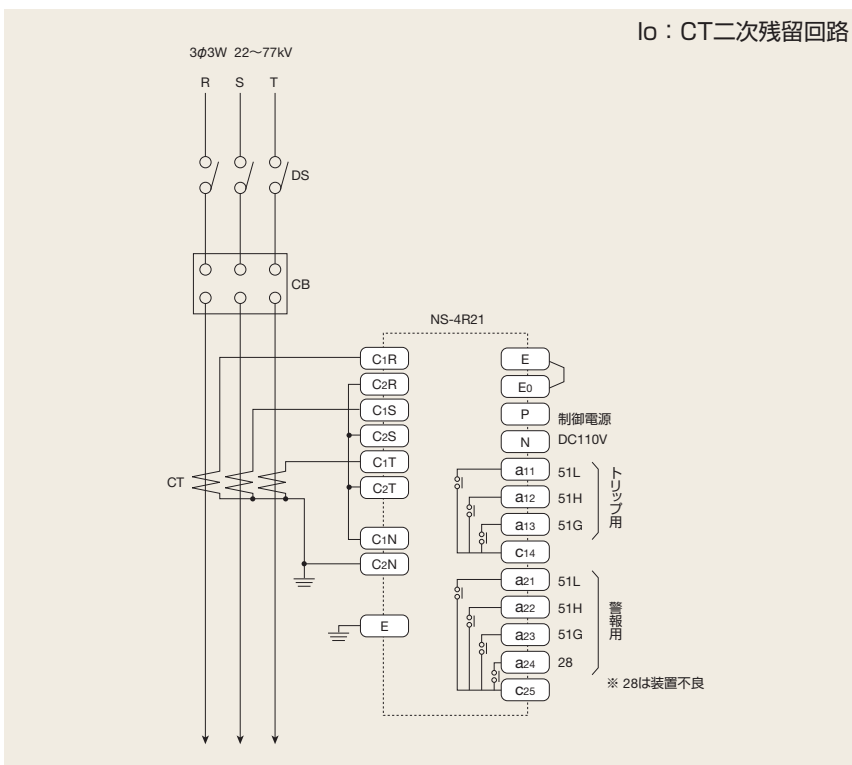 Io：CT二次残留回路
3φ3W 22～77kV
R S T
DS
CB
NS-4R21
C1R
C2R
C1S
C2S
C1T
C2T
C1N
C2N
E
CT
E
E0
P
N
制御電源
DC110V
a11 51L
a12 51H
a13 51G
c14
トリップ用
a21 51L
a22 51H
a23 51G
a24 28
c25
警報用
※ 28は装置不良